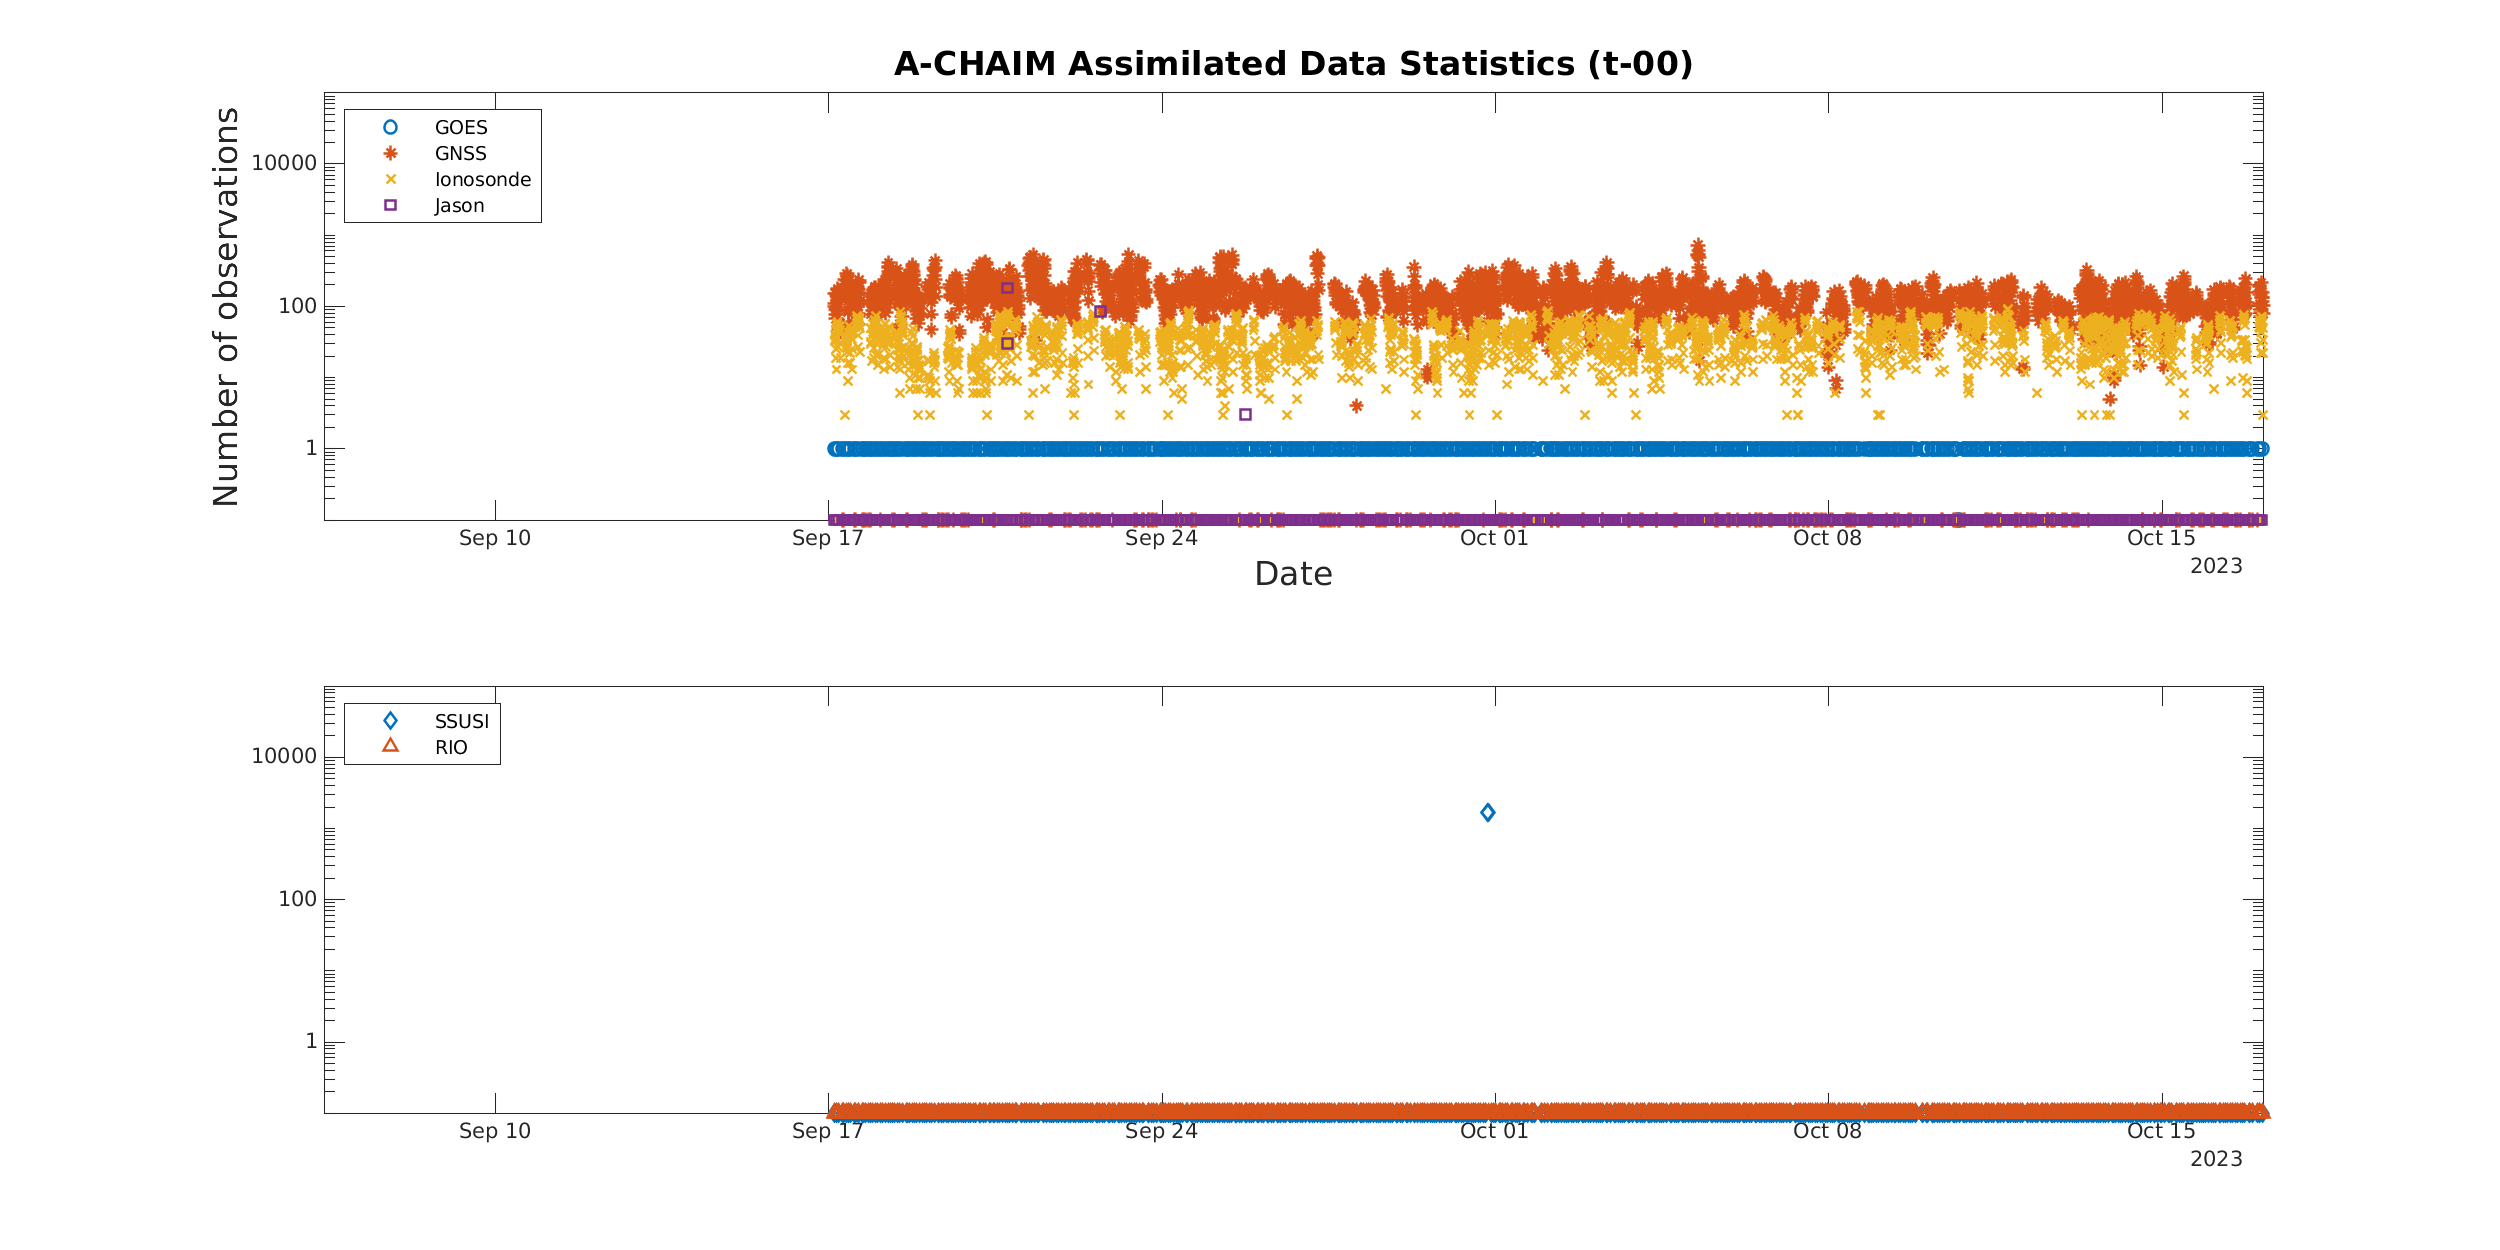 A-CHAIM Assimilated Data Statistics (t-00)
Number of observations
10000
100
1
GOES
GNSS
Ionosonde
Jason
Sep 10
Sep 17
Sep 24
Oct 01
Oct 08
Oct 15
2023
Date
10000
100
1
SSUSI
RIO
Sep 10
Sep 17
Sep 24
Oct 01
Oct 08
Oct 15
2023